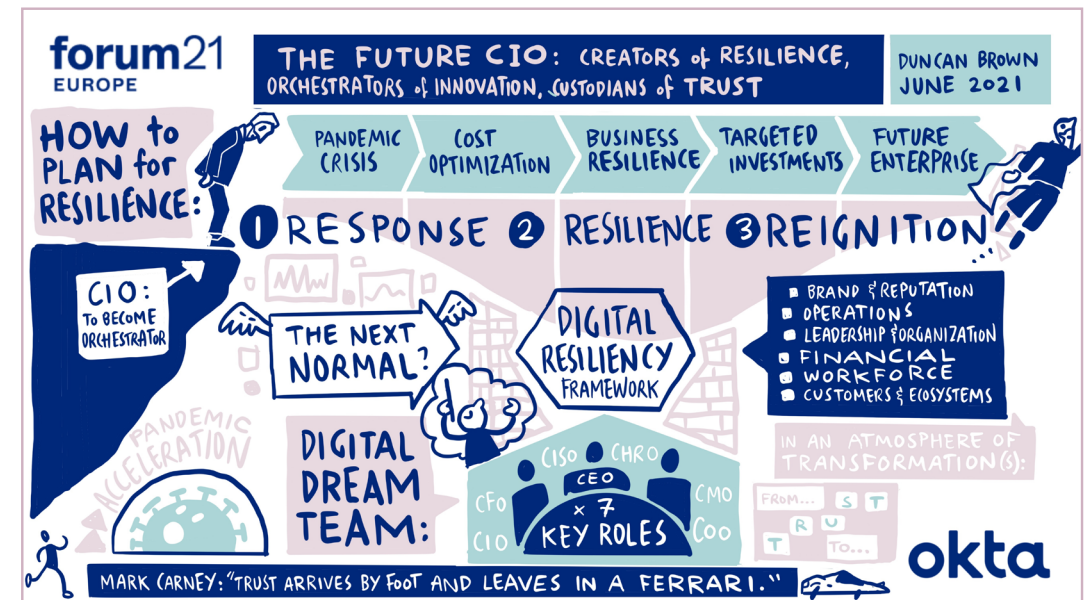 forum21
EUROPE
THE FUTURE CIO: CREATORS of RESILIENCE,
ORCHESTRATORS of INNOVATION, CUSTODIANS of TRUST
DUNCAN BROWN
JUNE 2021
HOW to
PLAN for
RESILIENCE:
PANDEMIC
CRISIS
COST
OPTIMIZATION
BUSINESS
RESILIENCE
TARGETED
INVESTMENTS
FUTURE
ENTERPRISE
1 RESPONSE 2 RESILIENCE 3 REIGNITION
CIO:
TO BECOME
ORCHESTRATOR
THE NEXT
NORMAL?
DIGITAL
RESILIENCY
FRAMEWORK
BRAND & REPUTATION
OPERATIONS
LEADERSHIP & ORGANIZATION
FINANCIAL
WORKFORCE
CUSTOMERS & ECOSYSTEMS
PANDEMIC
ACCELERATION
DIGITAL
DREAM
TEAM:
CISO CHRO
CEO
CFO CMO
CIO COO
x 7
KEY ROLES
IN AN ATMOSPHERE OF
TRANSFORMATION(S):
FROM... S T
R U
T TO...
okta
MARK CARNEY: "TRUST ARRIVES BY FOOT AND LEAVES IN A FERRARI."